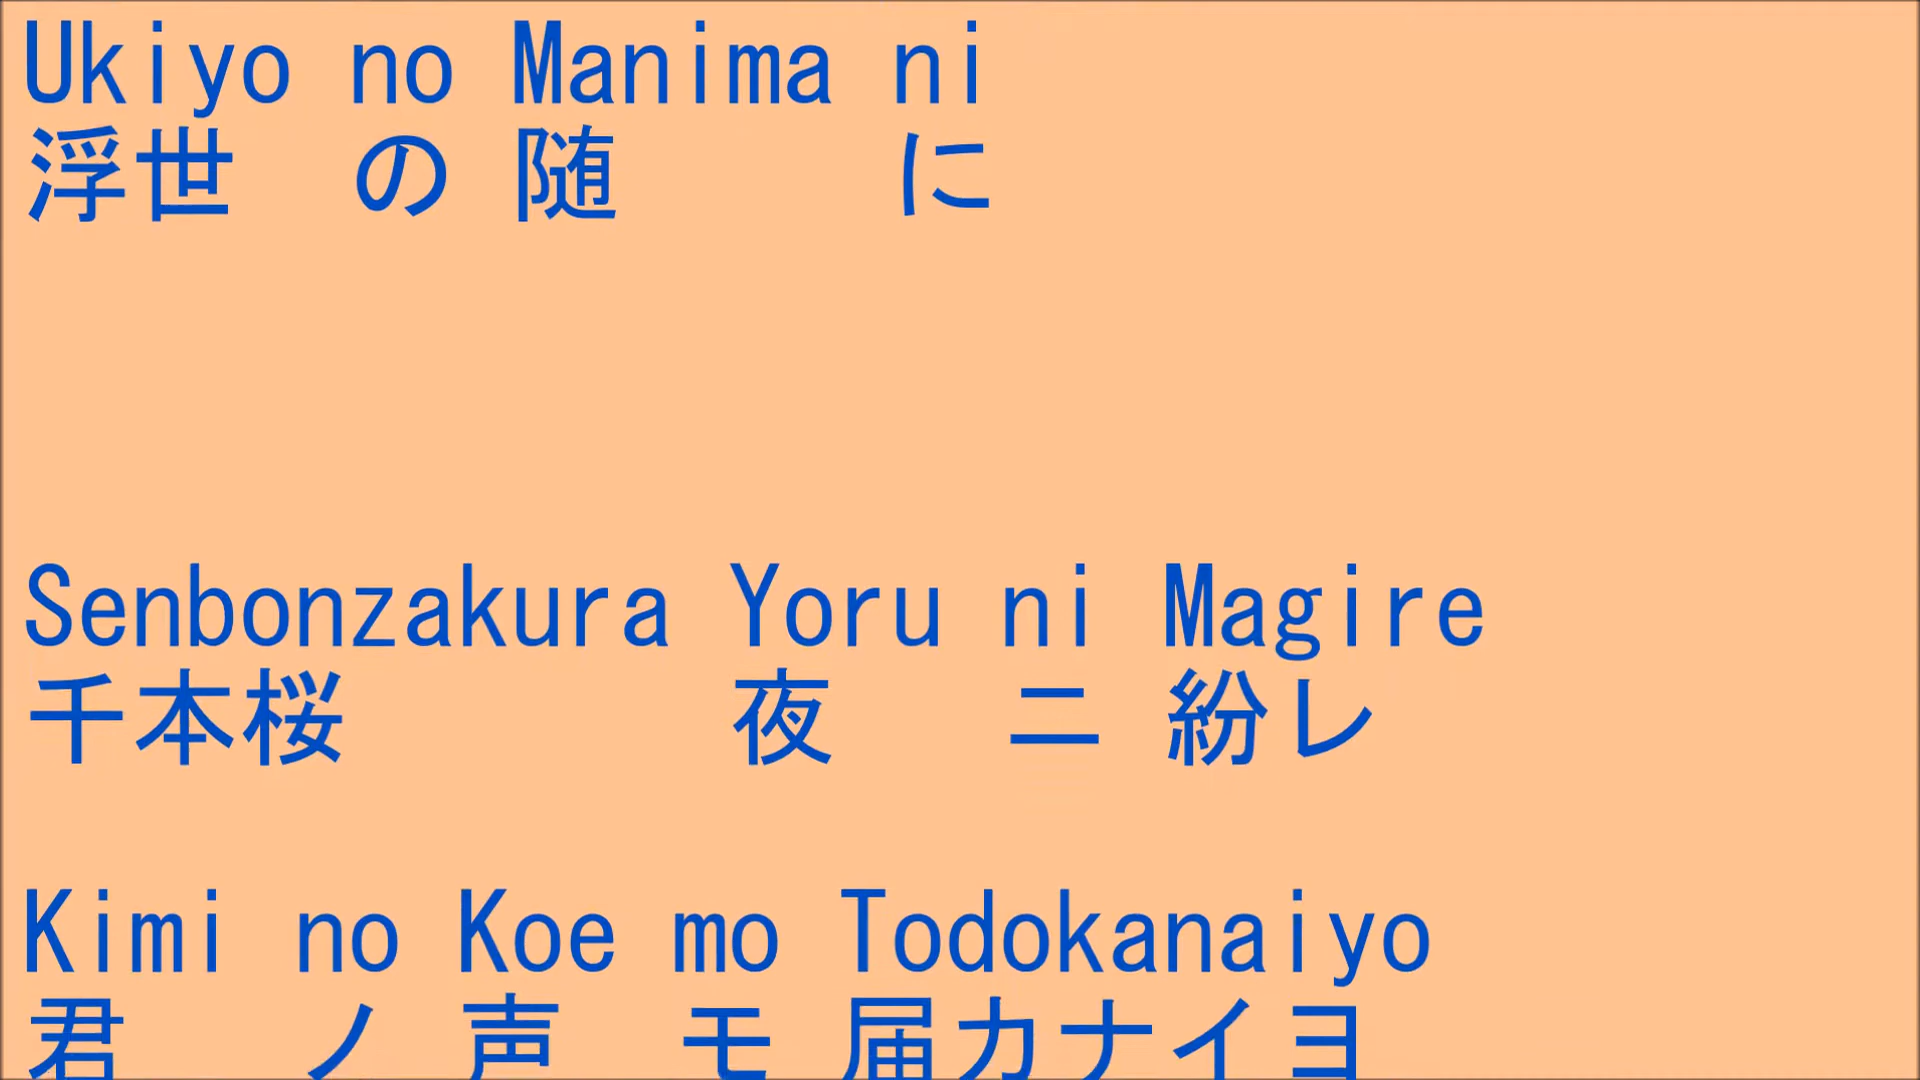 Ukiyo no Manima ni
浮世 の 随 に
Senbonzakura Yoru ni Magire
千本桜 夜 ニ 紛レ
Kimi no Koe mo Todokanaiyo
君 ノ 声 モ 届カナイヨ